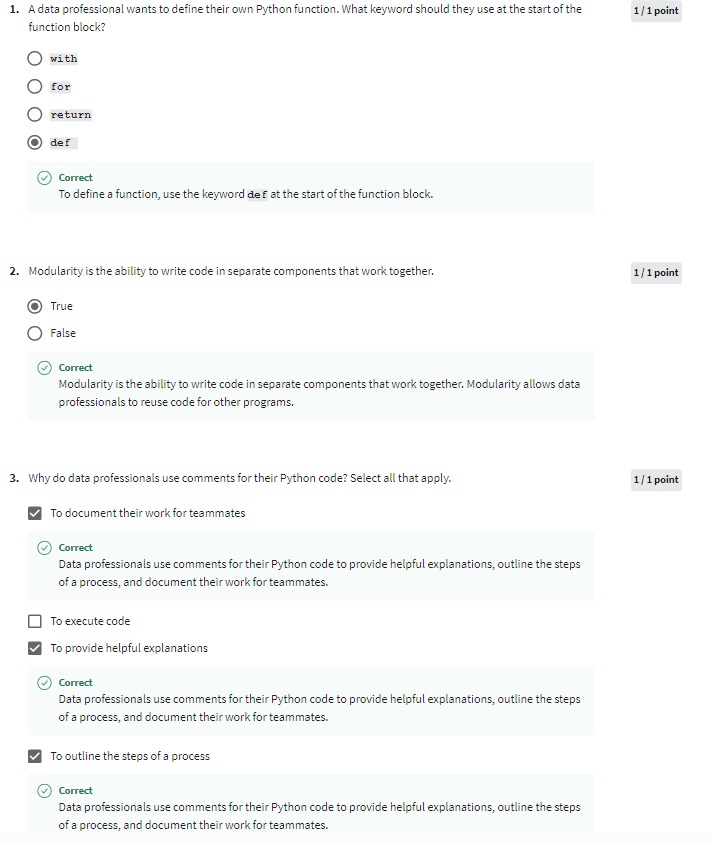 1. A data professional wants to define their own Python function. What keyword should they use at the start of the
function block?
1 / 1 point
with
for
return
def
Correct
To define a function, use the keyword def at the start of the function block.
2. Modularity is the ability to write code in separate components that work together.
1 / 1 point
True
False
Correct
Modularity is the ability to write code in separate components that work together. Modularity allows data
professionals to reuse code for other programs.
3. Why do data professionals use comments for their Python code? Select all that apply.
1 / 1 point
To document their work for teammates
Correct
Data professionals use comments for their Python code to provide helpful explanations, outline the steps
of a process, and document their work for teammates.
To execute code
To provide helpful explanations
Correct
Data professionals use comments for their Python code to provide helpful explanations, outline the steps
of a process, and document their work for teammates.
To outline the steps of a process
Correct
Data professionals use comments for their Python code to provide helpful explanations, outline the steps
of a process, and document their work for teammates.